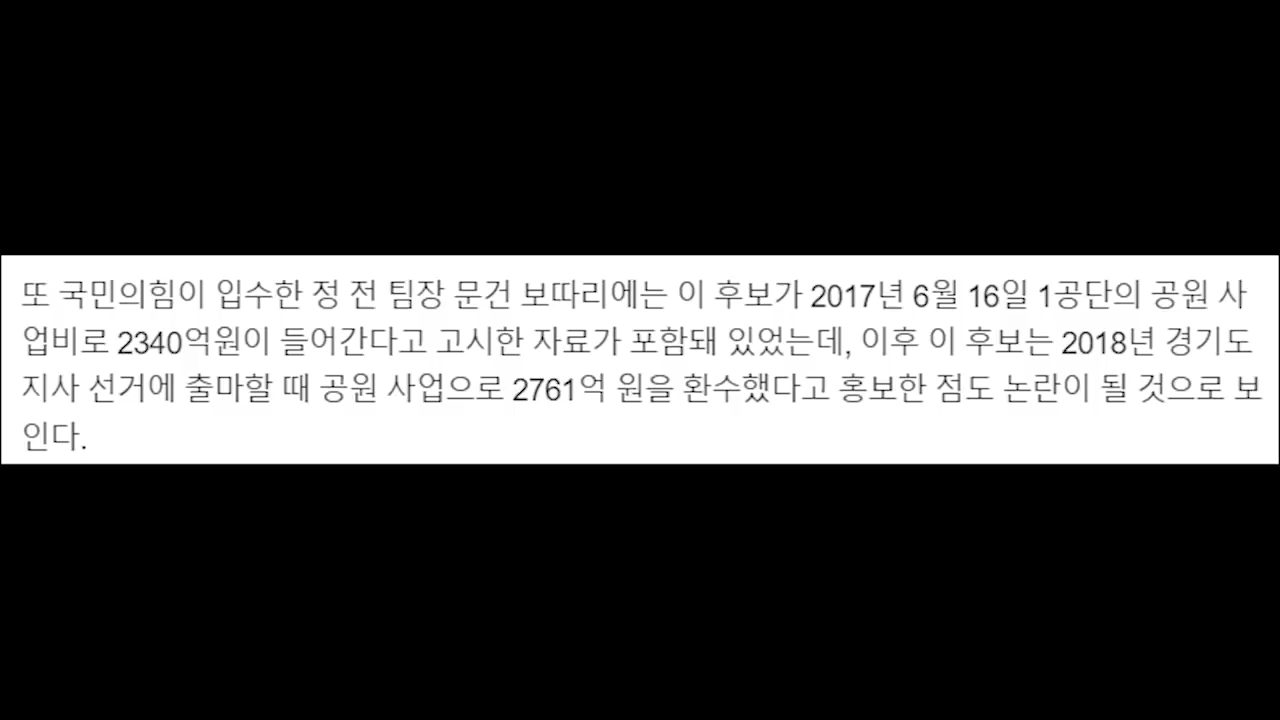 또 국민의힘이 입수한 정 전 팀장 문건 보따리에는 이 후보가 2017년 6월 16일 1공단의 공원 사
업비로 2340억원이 들어간다고 고시한 자료가 포함돼 있었는데, 이후 이 후보는 2018년 경기도
지사 선거에 출마할 때 공원 사업으로 2761억 원을 환수했다고 홍보한 점도 논란이 될 것으로 보
인다.